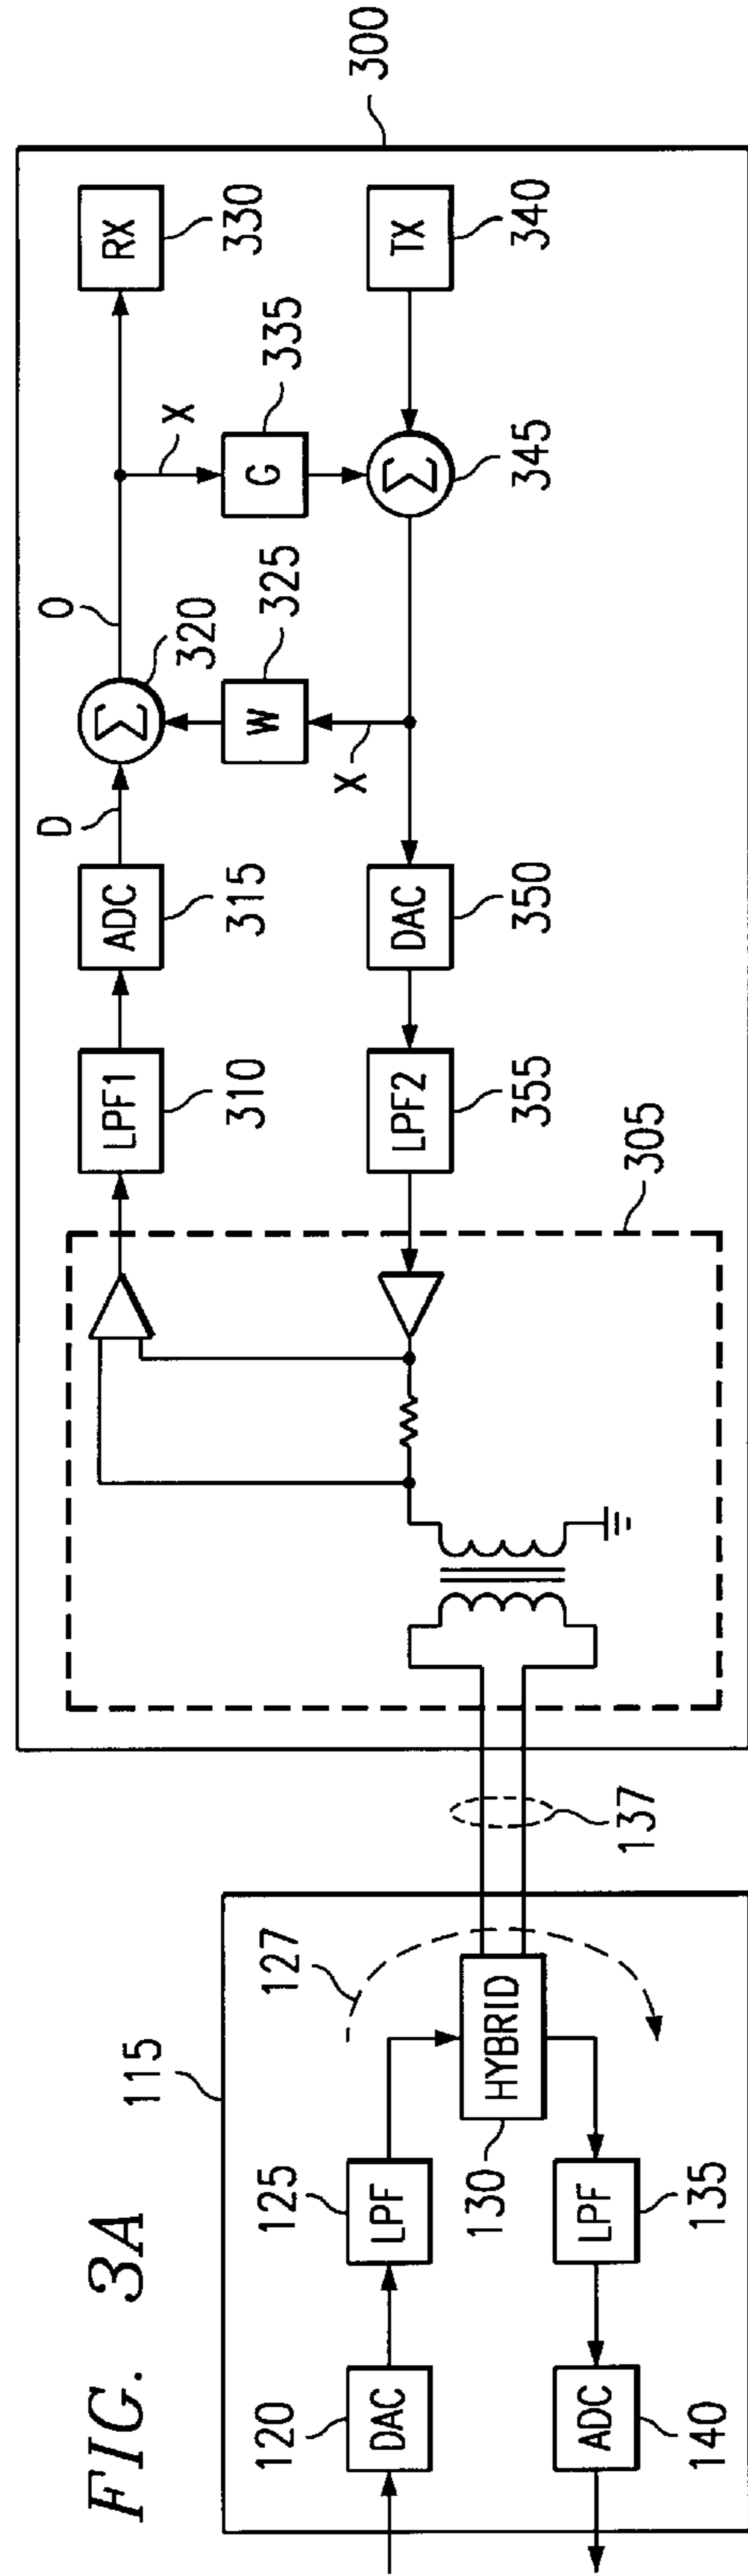 FIG. 3A
115
120
DAC
125
LPF
127
130
HYBRID
135
LPF
140
ADC
137
300
305
LPF1
310
ADC
315
D
Σ
320
O
W
325
X
RX
330
X
G
335
TX
340
Σ
345
DAC
350
LPF2
355